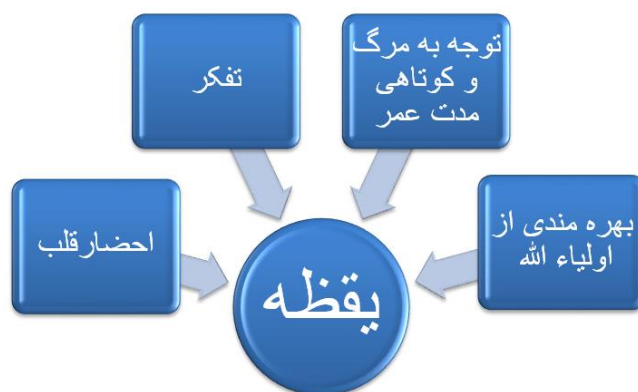 توجه به مرگ
و کوتاهی
مدت عمر
تفکر
بهره مندی از
اولیاء الله
احضارقلب
یقظه